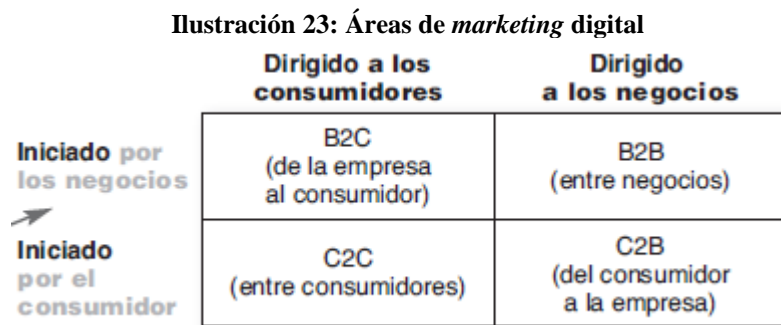 Ilustración 23: Áreas de marketing digital
Dirigido a los
consumidores
Dirigido
a los negocios
Iniciado por
los negocios
B2C
(de la empresa
al consumidor)
B2B
(entre negocios)
Iniciado
por el
consumidor
C2C
(entre consumidores)
C2B
(del consumidor
a la empresa)